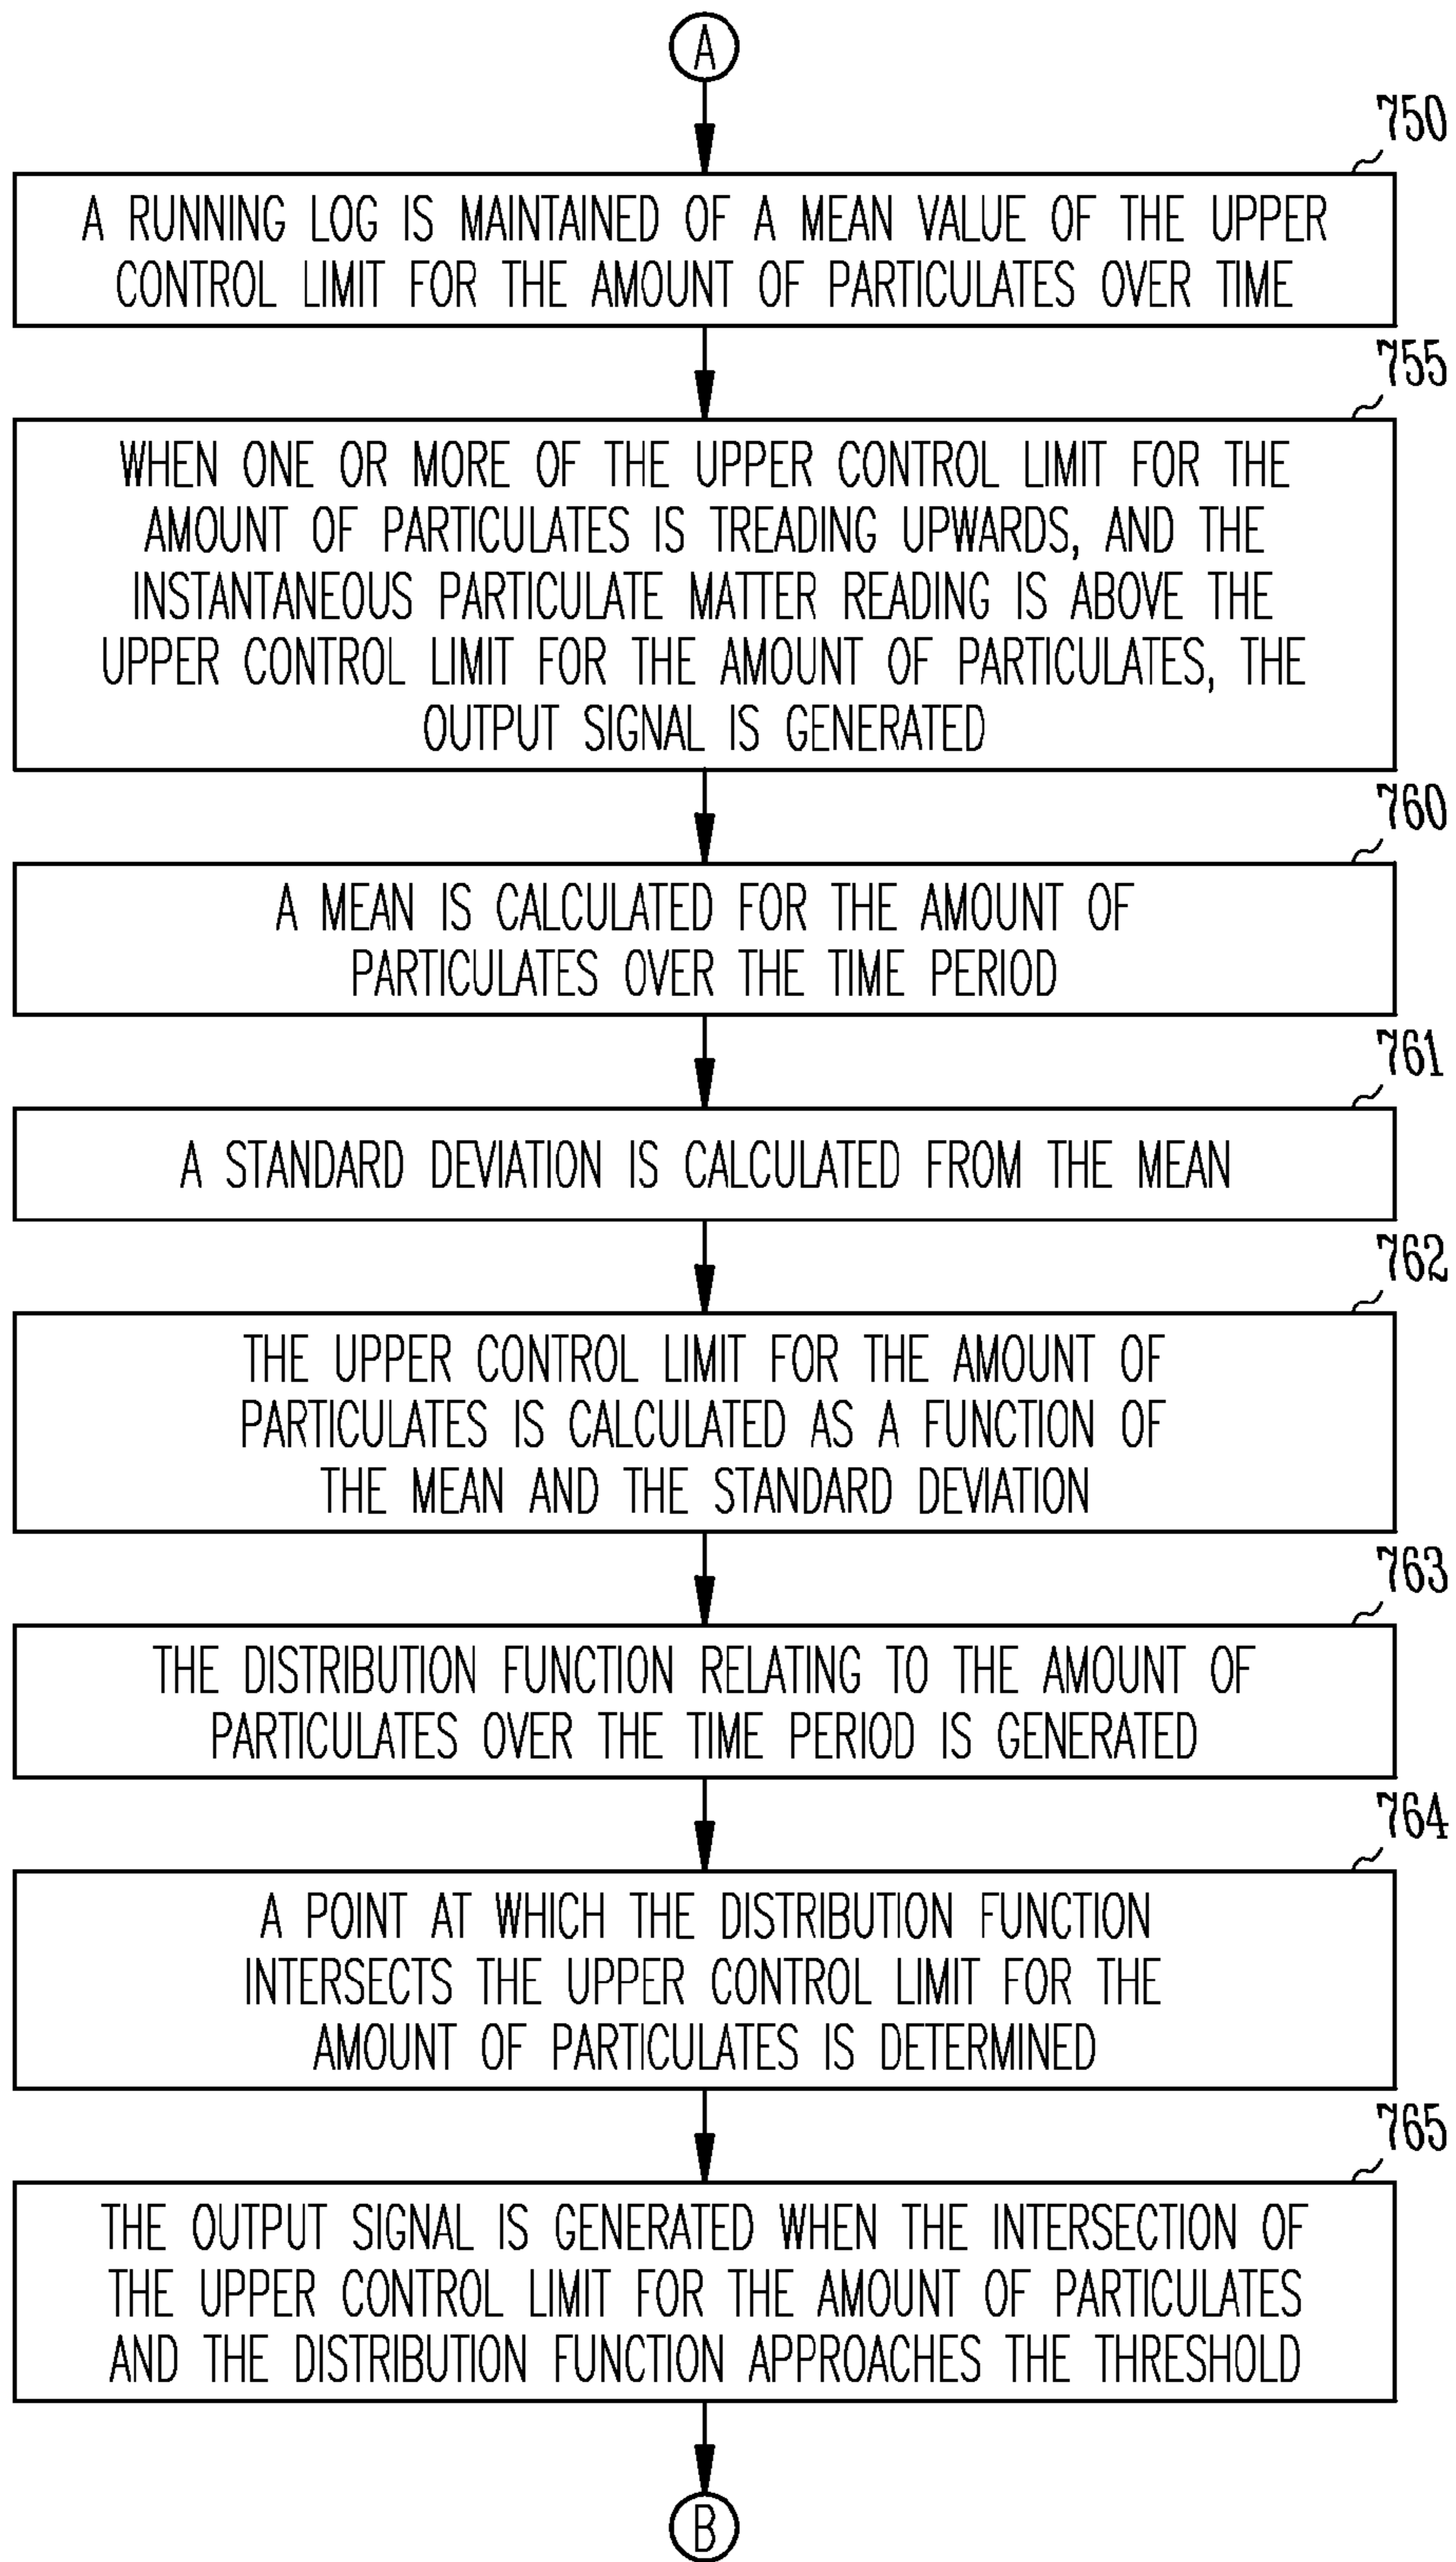 A
750
A RUNNING LOG IS MAINTAINED OF A MEAN VALUE OF THE UPPER
CONTROL LIMIT FOR THE AMOUNT OF PARTICULATES OVER TIME
755
WHEN ONE OR MORE OF THE UPPER CONTROL LIMIT FOR THE
AMOUNT OF PARTICULATES IS TREADING UPWARDS, AND THE
INSTANTANEOUS PARTICULATE MATTER READING IS ABOVE THE
UPPER CONTROL LIMIT FOR THE AMOUNT OF PARTICULATES, THE
OUTPUT SIGNAL IS GENERATED
760
A MEAN IS CALCULATED FOR THE AMOUNT OF
PARTICULATES OVER THE TIME PERIOD
761
A STANDARD DEVIATION IS CALCULATED FROM THE MEAN
762
THE UPPER CONTROL LIMIT FOR THE AMOUNT OF
PARTICULATES IS CALCULATED AS A FUNCTION OF
THE MEAN AND THE STANDARD DEVIATION
763
THE DISTRIBUTION FUNCTION RELATING TO THE AMOUNT OF
PARTICULATES OVER THE TIME PERIOD IS GENERATED
764
A POINT AT WHICH THE DISTRIBUTION FUNCTION
INTERSECTS THE UPPER CONTROL LIMIT FOR THE
AMOUNT OF PARTICULATES IS DETERMINED
765
THE OUTPUT SIGNAL IS GENERATED WHEN THE INTERSECTION OF
THE UPPER CONTROL LIMIT FOR THE AMOUNT OF PARTICULATES
AND THE DISTRIBUTION FUNCTION APPROACHES THE THRESHOLD
B